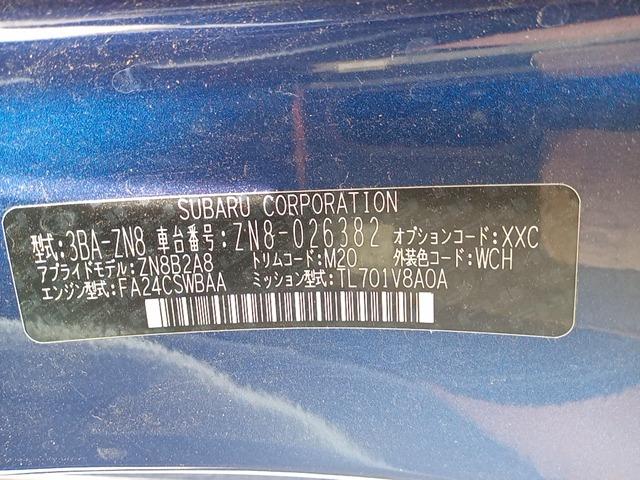 SUBARU CORPORATION
型式:3BA-ZN8 車台番号:ZN8-026382 オプションコード:XXC
アプライドモデル:ZN8B2A8 トリムコード:M20 外装色コード:WCH
エンジン型式:FA24CSWBAA ミッション型式:TL701V8A0A